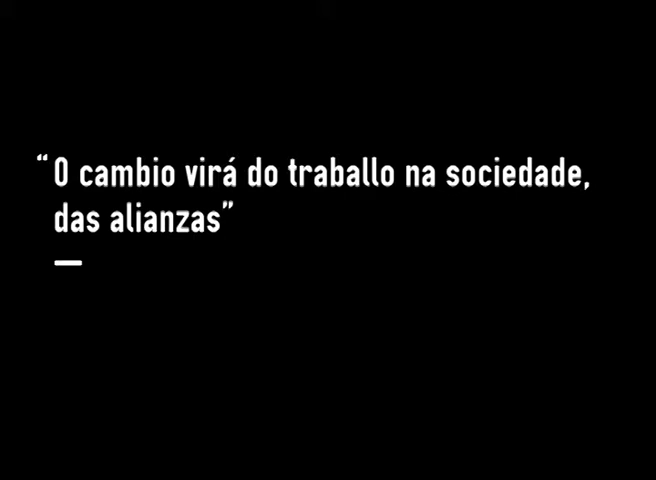 “O cambio virá do traballo na sociedade,
das alianzas”